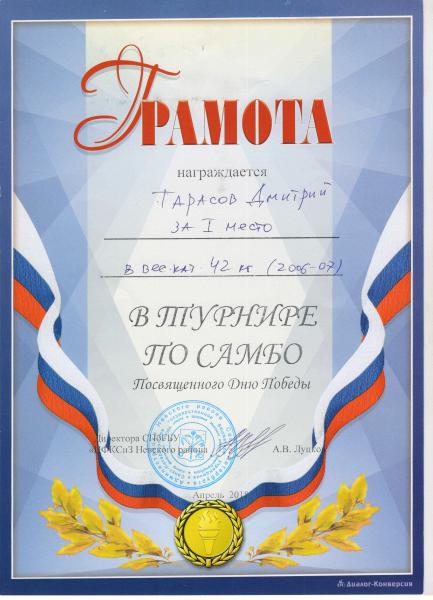 ГРАМОТА
награждается
Тарасов Дмитрий
за I место
в вес.кат. 42 кг (2006-07)
В ТУРНИРЕ
ПО САМБО
Посвященного Дню Победы
Директора СПбГБУ
Невского района А.В. Луцков
Апрель
Диалог-Конверсия